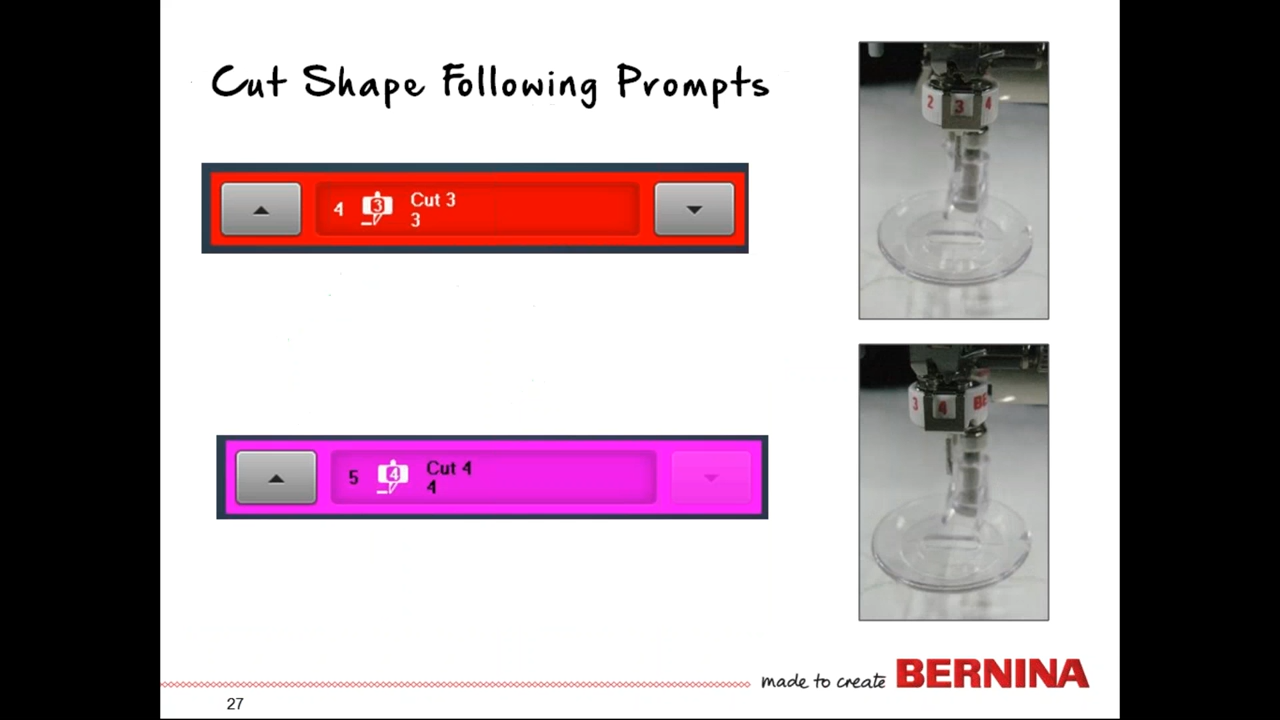 Cut Shape Following Prompts
2 3 4
4 3 Cut 3
3
3 4 BE
5 4 Cut 4
4
made to create BERNINA
27